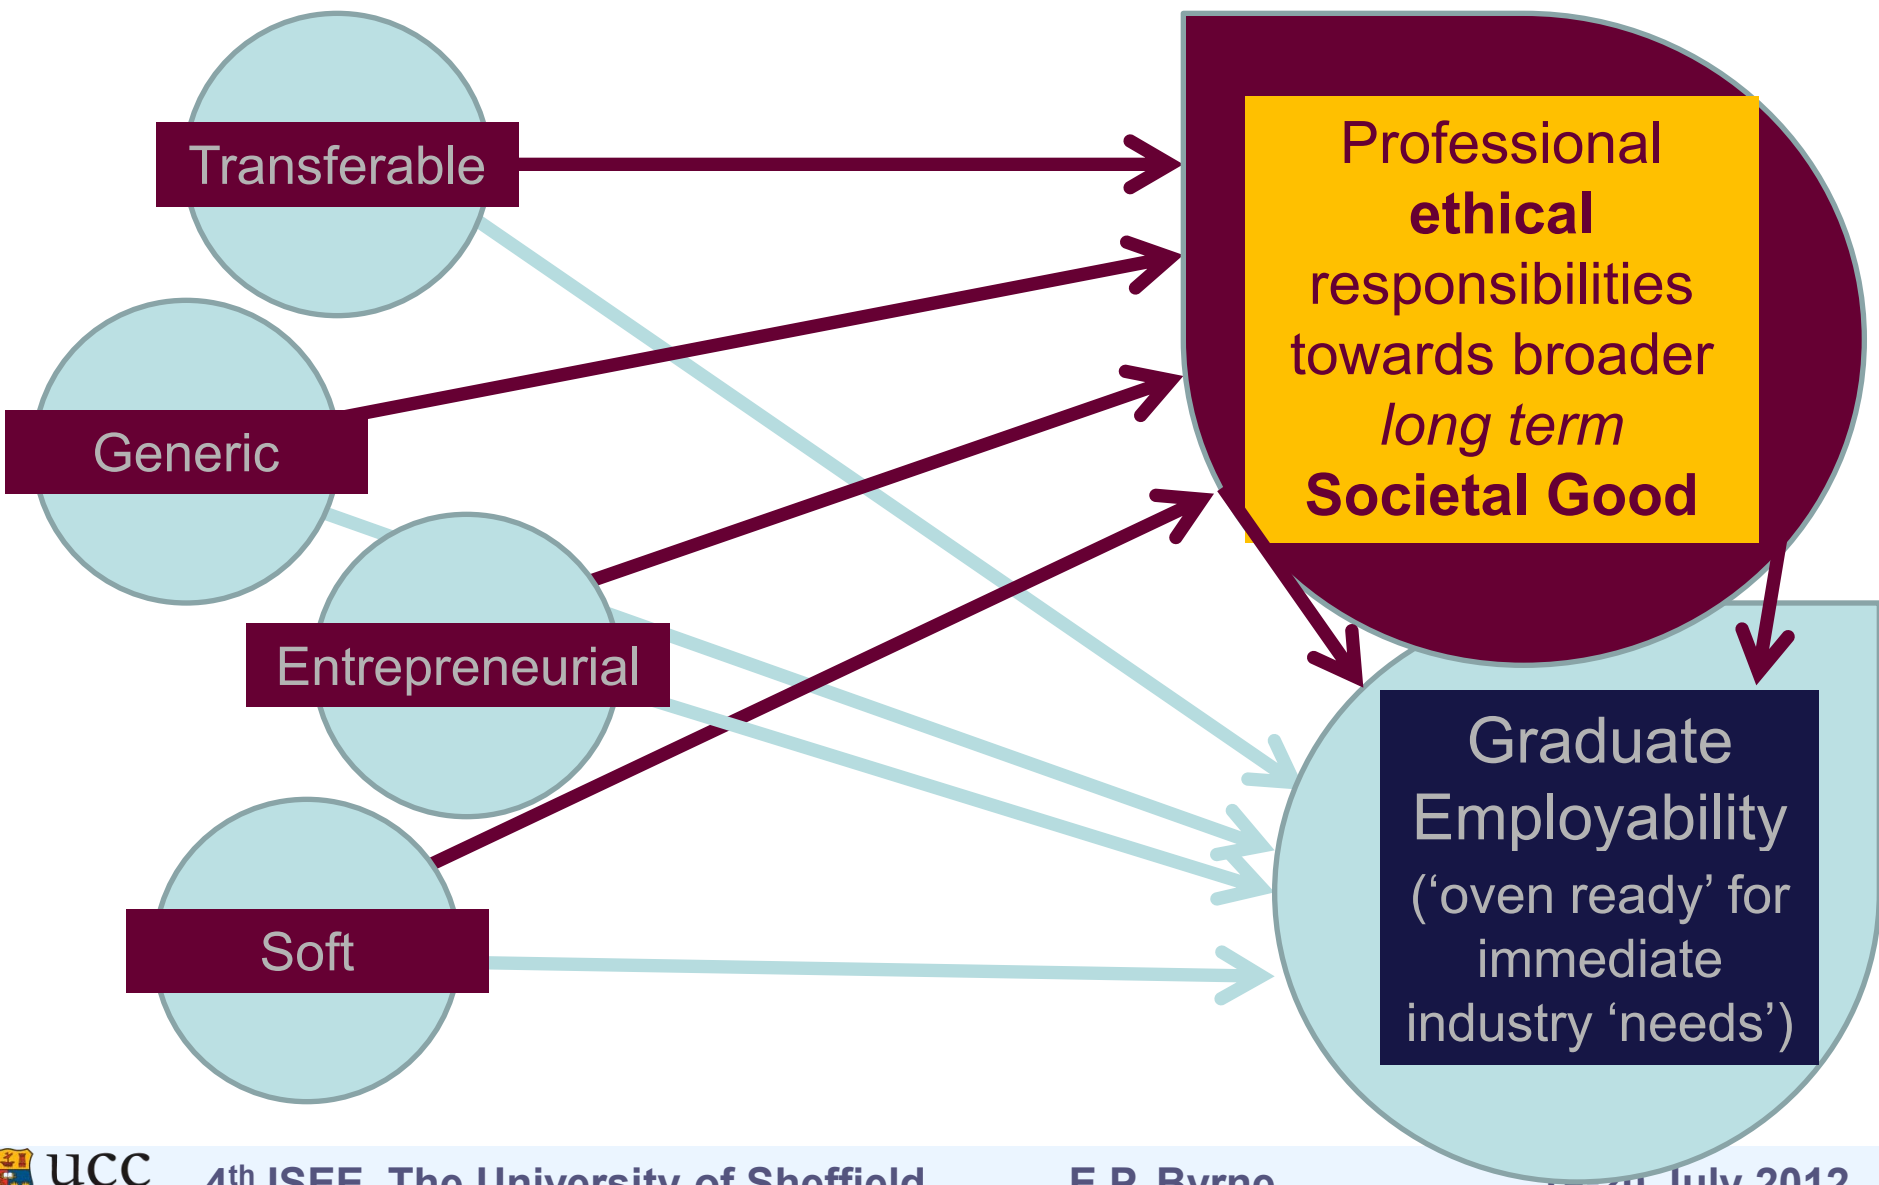 Transferable
Generic
Entrepreneurial
Soft
Professional
ethical
responsibilities
towards broader
long term
Societal Good
Graduate
Employability
(‘oven ready’ for
immediate
industry ‘needs’)
UCC
4th ISEE, The University of Sheffield
E.P. Byrne
July 2012